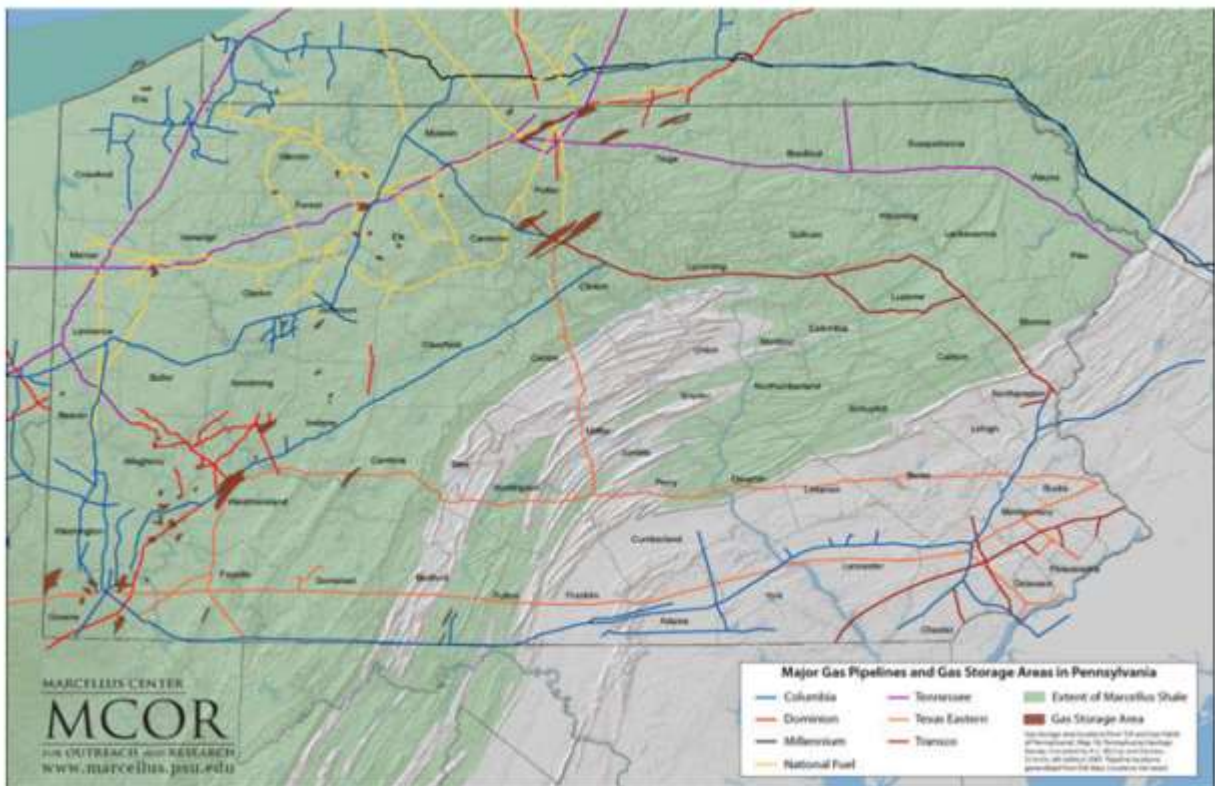 Erie
Crawford
Warren
McKean
Potter
Tioga
Bradford
Susquehanna
Wayne
Forest
Elk
Cameron
Venango
Mercer
Clarion
Clinton
Lycoming
Sullivan
Wyoming
Lackawanna
Pike
Luzerne
Monroe
Lawrence
Butler
Armstrong
Clearfield
Centre
Union
Montour
Columbia
Carbon
Northumberland
Snyder
Schuylkill
Northampton
Lehigh
Beaver
Indiana
Allegheny
Westmoreland
Cambria
Blair
Huntingdon
Mifflin
Juniata
Perry
Dauphin
Lebanon
Berks
Bucks
Montgomery
Washington
Greene
Fayette
Somerset
Bedford
Fulton
Franklin
Cumberland
Adams
York
Lancaster
Chester
Delaware
Philadelphia
MARCELLUS CENTER
MCOR
FOR OUTREACH AND RESEARCH
www.marcellus.psu.edu
Major Gas Pipelines and Gas Storage Areas in Pennsylvania
Columbia
Dominion
Millennium
National Fuel
Tennessee
Texas Eastern
Transco
Extent of Marcellus Shale
Gas Storage Area